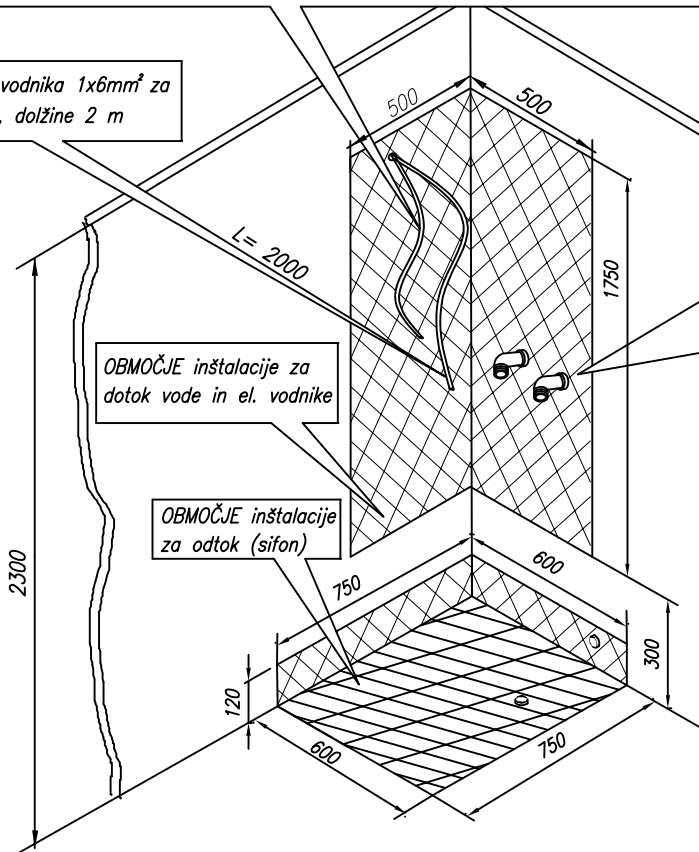 vodnika 1x6mm² za
, dolžine 2 m
500
500
L= 2000
1750
OBMOČJE inštalacije za
dotok vode in el. vodnike
OBMOČJE inštalacije
za odtok (sifon)
2300
750
600
300
120
600
750